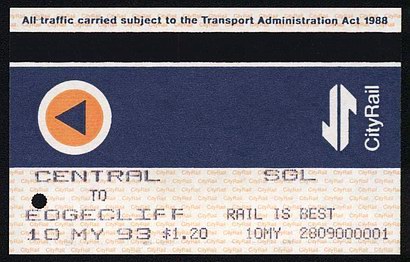 All traffic carried subject to the Transport Administration Act 1988
CityRail
CENTRAL SGL
TO
EDGECLIFF RAIL IS BEST
10 MY 93 $1.20 10MY 2809000001